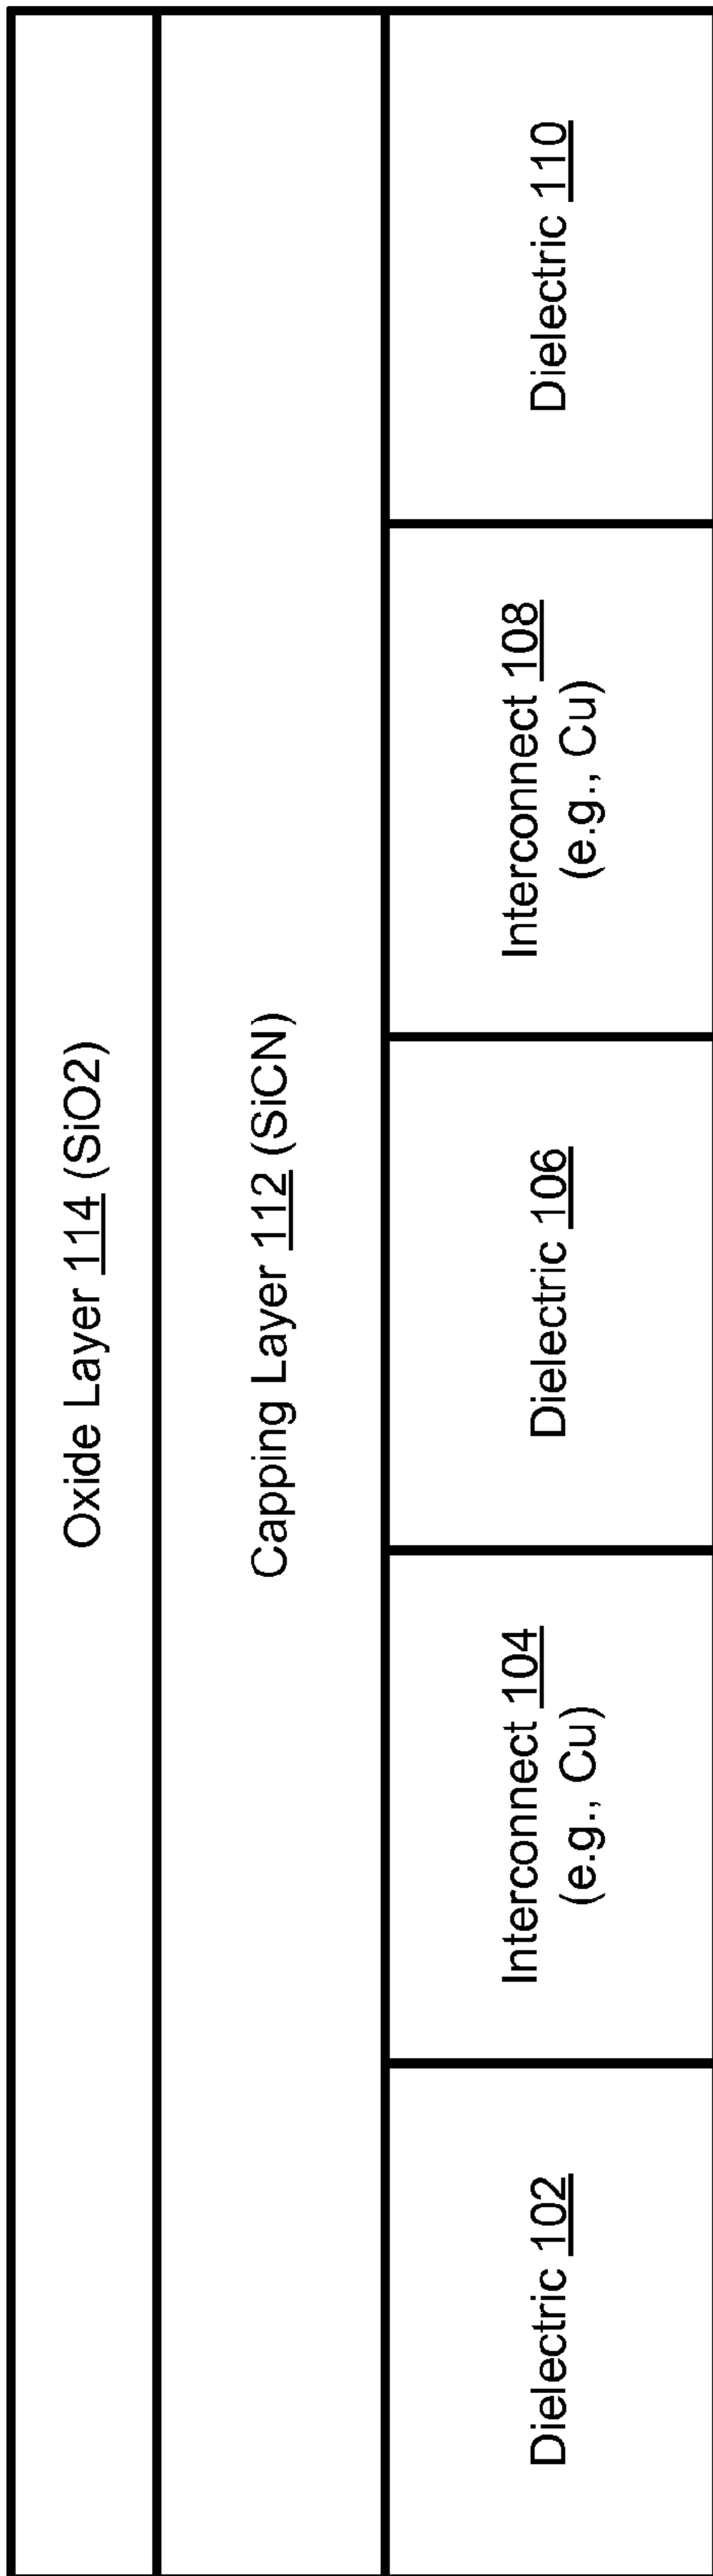 Oxide Layer 114 (SiO2)
Capping Layer 112 (SiCN)
Dielectric 102
Interconnect 104
(e.g., Cu)
Dielectric 106
Interconnect 108
(e.g., Cu)
Dielectric 110